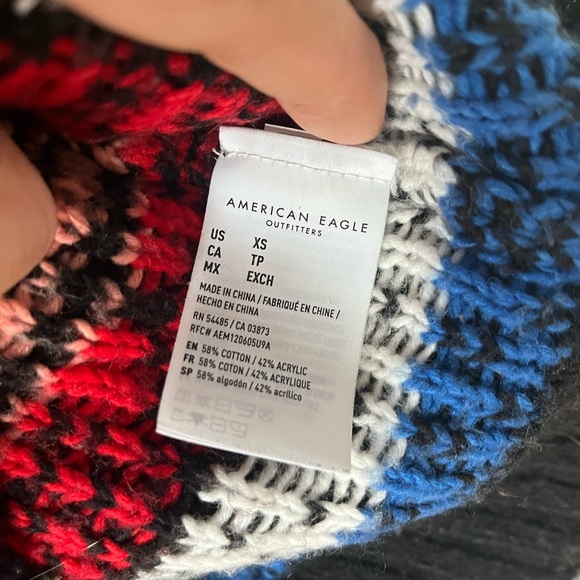 AMERICAN EAGLE
OUTFITTERS
US XS
CA TP
MX EXCH
MADE IN CHINA / FABRIQUÉ EN CHINE /
HECHO EN CHINA
RN 54485 / CA 03873
RFC# AEM120605U9A
EN 58% COTTON / 42% ACRYLIC
FR 58% COTON / 42% ACRYLIQUE
SP 58% algodón / 42% acrílico